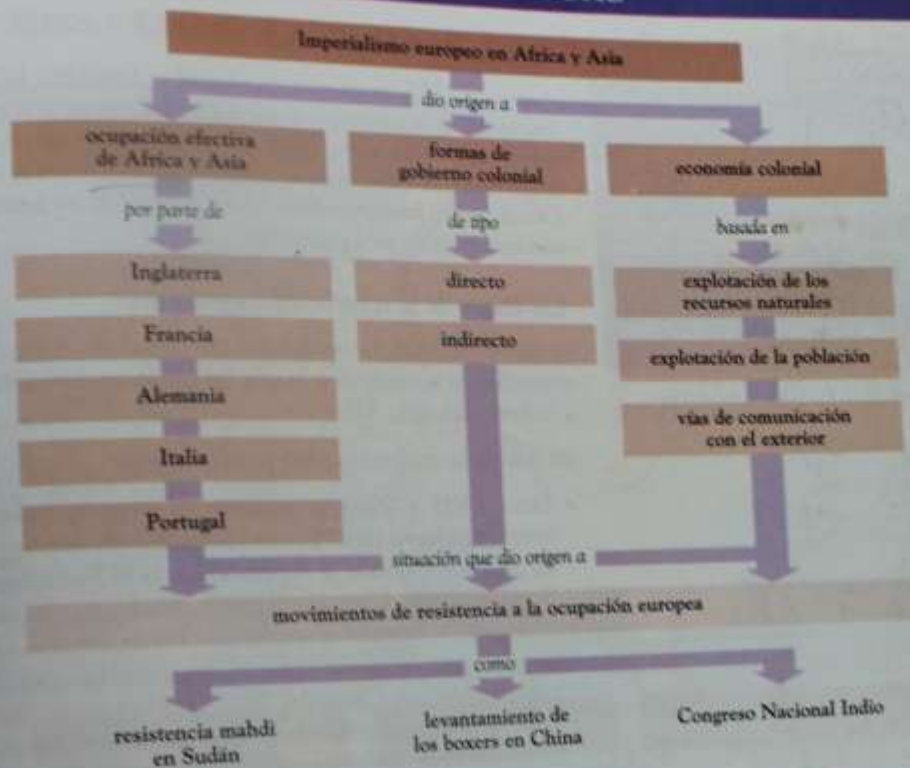 Imperialismo europeo en Africa y Asia
dio origen a
ocupación efectiva
de Africa y Asia
formas de
gobierno colonial
economía colonial
por parte de
de tipo
basada en
Inglaterra
Francia
Alemania
Italia
Portugal
directo
indirecto
explotación de los
recursos naturales
explotación de la población
vías de comunicación
con el exterior
situación que dio origen a
movimientos de resistencia a la ocupación europea
como
resistencia mahdi
en Sudán
levantamiento de
los boxers en China
Congreso Nacional Indio